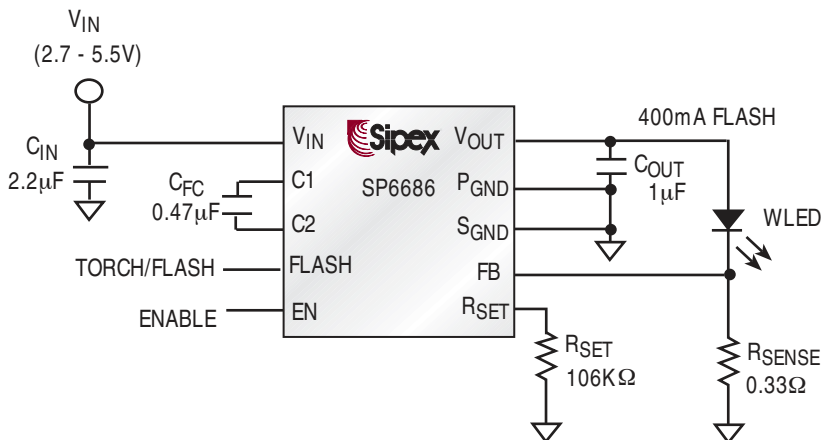 VIN
(2.7 - 5.5V)
CIN
2.2µF
CFC
0.47µF
TORCH/FLASH
ENABLE
VIN
C1
C2
FLASH
EN
Sipex
SP6686
VOUT
PGND
SGND
FB
RSET
400mA FLASH
COUT
1µF
WLED
RSET
106KΩ
RSENSE
0.33Ω